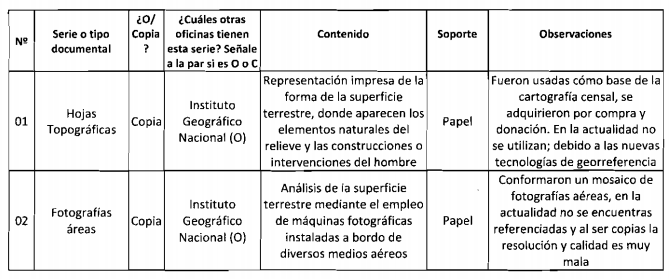 Nº
Serie o tipo
documental
¿O/
Copia
?
¿Cuáles otras
oficinas tienen
esta serie? Señale
a la par si es O o C
Contenido
Soporte
Observaciones
01
Hojas
Topográficas
Copia
Instituto
Geográfico
Nacional (O)
Representación impresa de la
forma de la superficie
terrestre, donde aparecen los
elementos naturales del
relieve y las construcciones o
intervenciones del hombre
Papel
Fueron usadas cómo base de la
cartografía censal, se
adquirieron por compra y
donación. En la actualidad no
se utilizan; debido a las nuevas
tecnologías de georreferencia
02
Fotografías
áreas
Copia
Instituto
Geográfico
Nacional (O)
Análisis de la superficie
terrestre mediante el empleo
de máquinas fotográficas
instaladas a bordo de
diversos medios aéreos
Papel
Conformaron un mosaico de
fotografías aéreas, en la
actualidad no se encuentras
referenciadas y al ser copias la
resolución y calidad es muy
mala